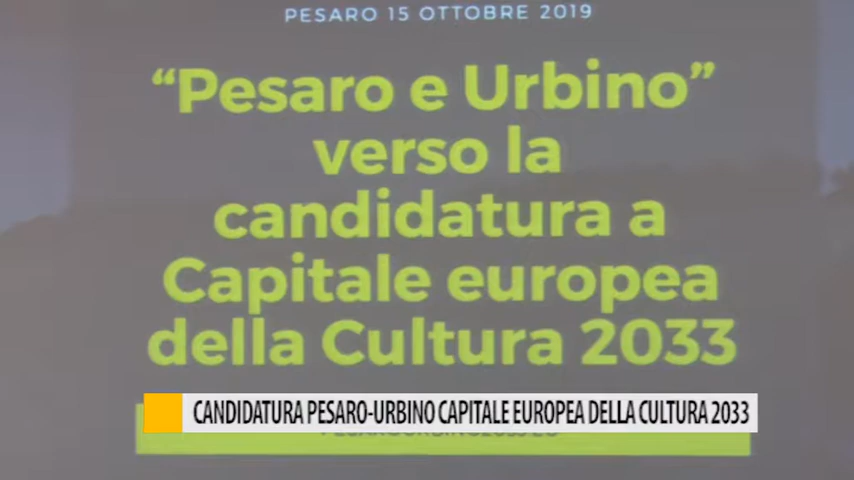 PESARO 15 OTTOBRE 2019
“Pesaro e Urbino”
verso la
candidatura a
Capitale europea
della Cultura 2033
CANDIDATURA PESARO-URBINO CAPITALE EUROPEA DELLA CULTURA 2033